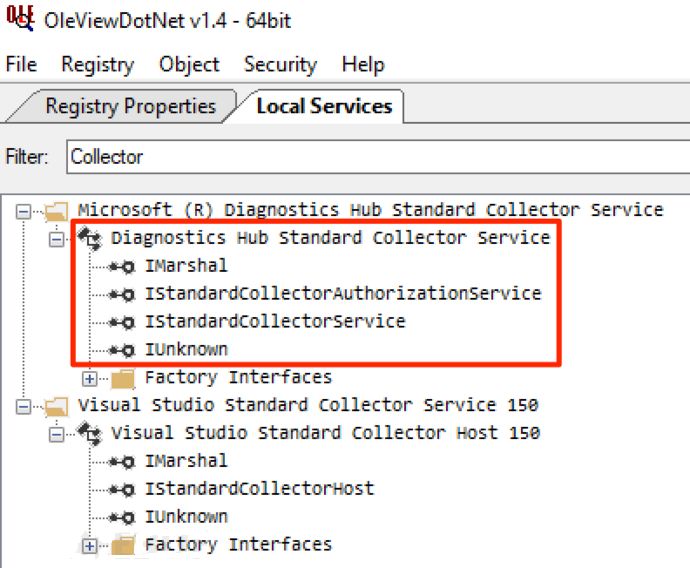 OLE OleViewDotNet v1.4 - 64bit
File Registry Object Security Help
Registry Properties Local Services
Filter: Collector
Microsoft (R) Diagnostics Hub Standard Collector Service
Diagnostics Hub Standard Collector Service
IMarshal
IStandardCollectorAuthorizationService
IStandardCollectorService
IUnknown
Factory Interfaces
Visual Studio Standard Collector Service 150
Visual Studio Standard Collector Host 150
IMarshal
IStandardCollectorHost
IUnknown
Factory Interfaces